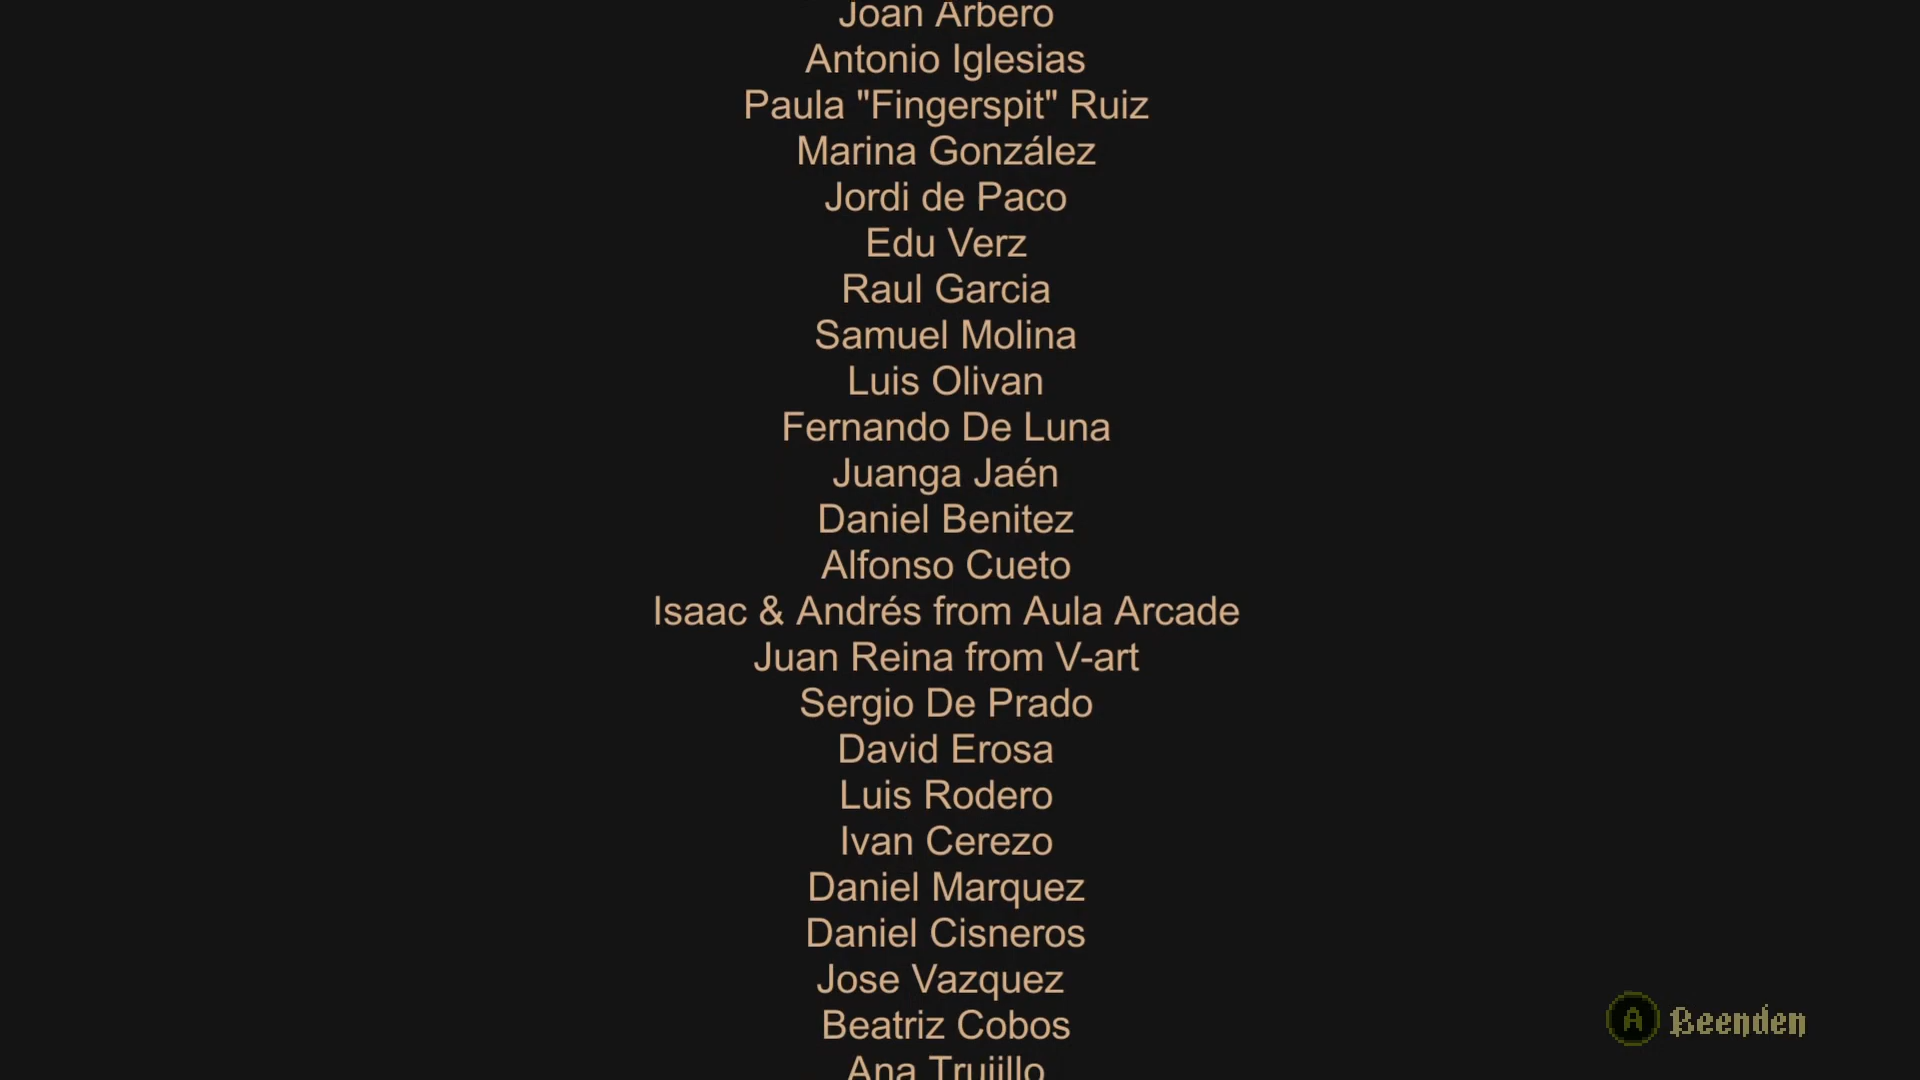 Joan Arbero
Antonio Iglesias
Paula "Fingerspit" Ruiz
Marina González
Jordi de Paco
Edu Verz
Raul Garcia
Samuel Molina
Luis Olivan
Fernando De Luna
Juanga Jaén
Daniel Benitez
Alfonso Cueto
Isaac & Andrés from Aula Arcade
Juan Reina from V-art
Sergio De Prado
David Erosa
Luis Rodero
Ivan Cerezo
Daniel Marquez
Daniel Cisneros
Jose Vazquez
Beatriz Cobos
Ana Trujillo
A Beenden